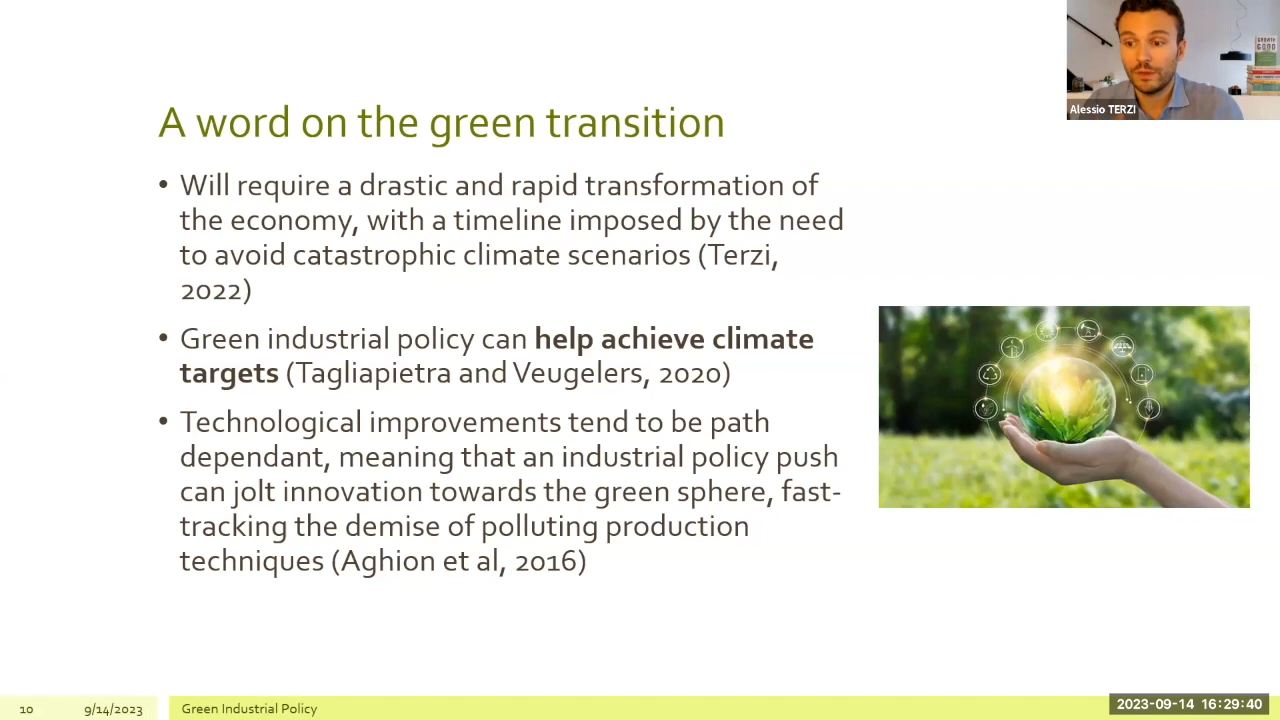 GROWTH
GOOD
Alessio TERZI
A word on the green transition
• Will require a drastic and rapid transformation of
the economy, with a timeline imposed by the need
to avoid catastrophic climate scenarios (Terzi,
2022)
• Green industrial policy can help achieve climate
targets (Tagliapietra and Veugelers, 2020)
• Technological improvements tend to be path
dependant, meaning that an industrial policy push
can jolt innovation towards the green sphere, fast-
tracking the demise of polluting production
techniques (Aghion et al, 2016)
10 9/14/2023 Green Industrial Policy
2023-09-14 16:29:40